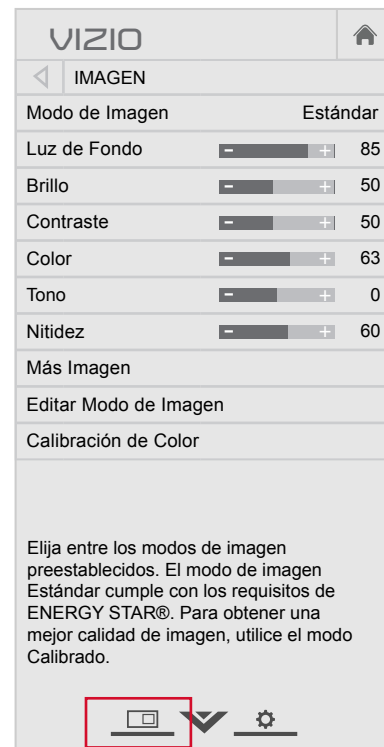 VIZIO
IMAGEN
Modo de Imagen Estándar
Luz de Fondo - + 85
Brillo - + 50
Contraste - + 50
Color - + 63
Tono - + 0
Nitidez - + 60
Más Imagen
Editar Modo de Imagen
Calibración de Color
Elija entre los modos de imagen
preestablecidos. El modo de imagen
Estándar cumple con los requisitos de
ENERGY STAR®. Para obtener una
mejor calidad de imagen, utilice el modo
Calibrado.